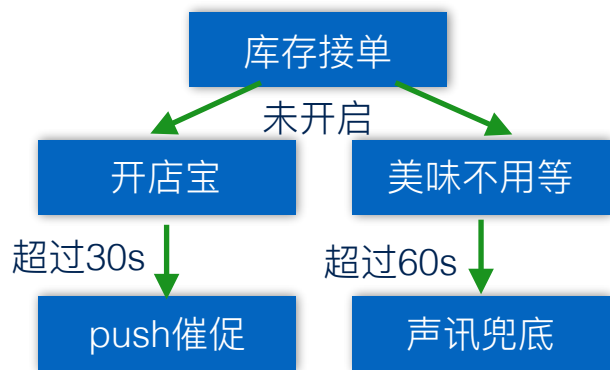 库存接单
未开启
开店宝
美味不用等
超过30s
超过60s
push催促
声讯兜底